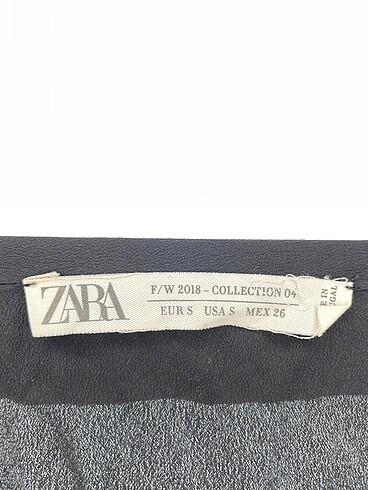 ZARA
F/W 2018 - COLLECTION 04
EUR S USA S MEX 26